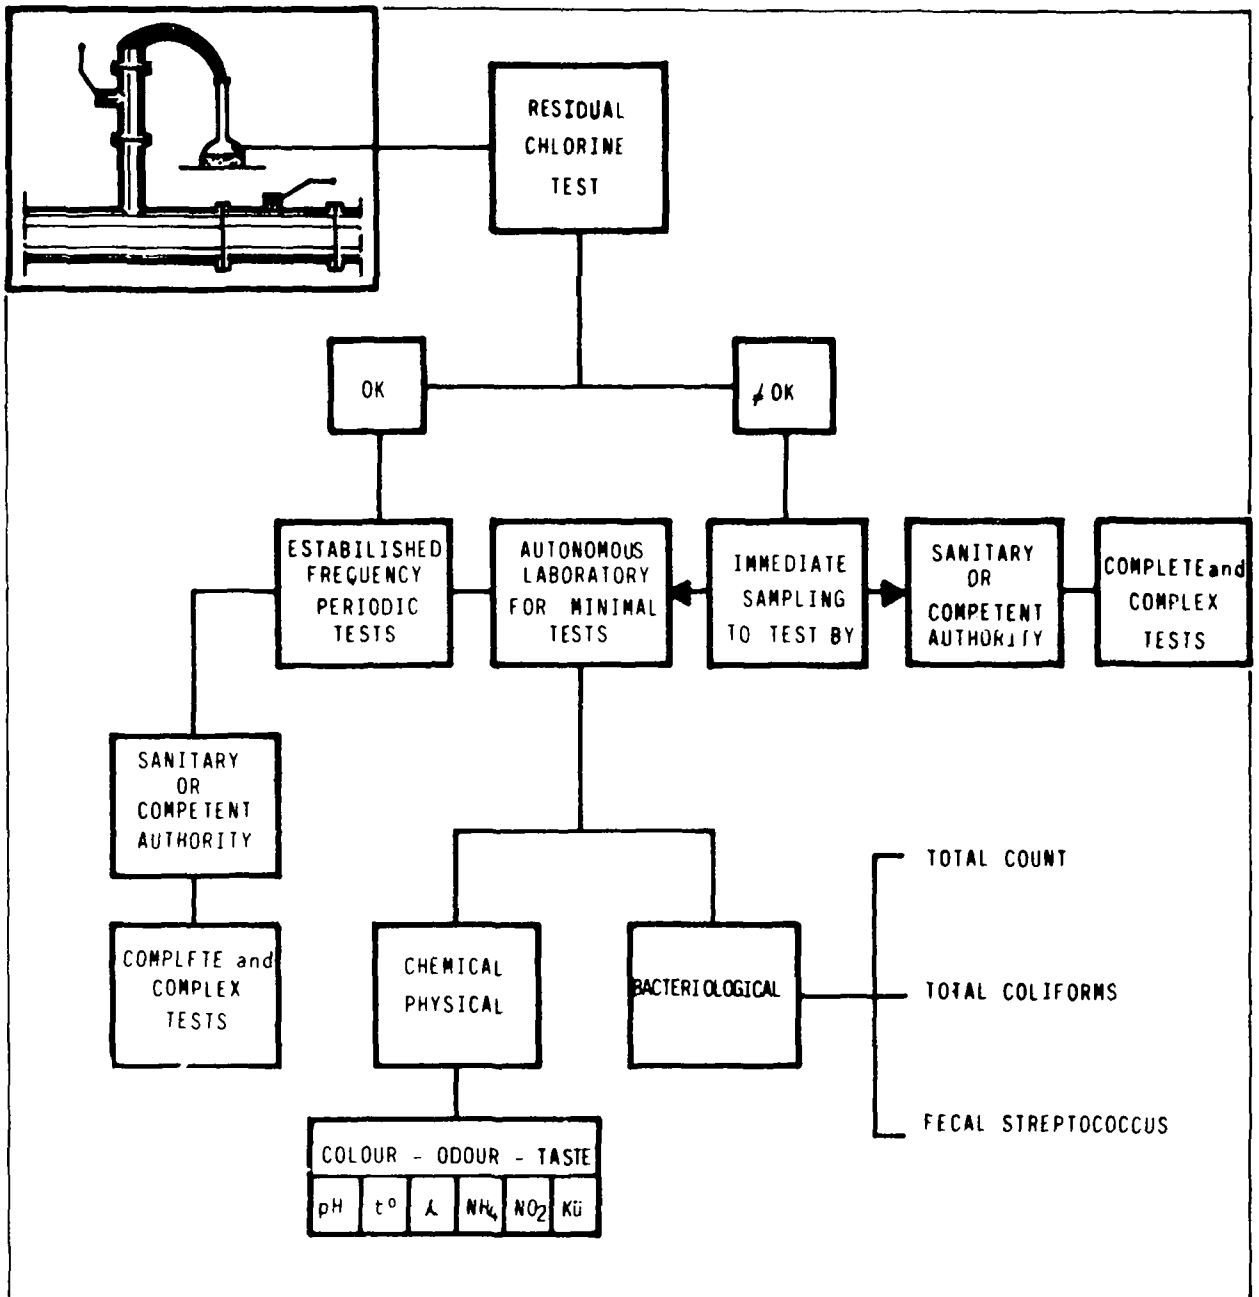 RESIDUAL
CHLORINE
TEST
OK
≠ OK
ESTABILISHED
FREQUENCY
PERIODIC
TESTS
AUTONOMOUS
LABORATORY
FOR MINIMAL
TESTS
IMMEDIATE
SAMPLING
TO TEST BY
SANITARY
OR
COMPETENT
AUTHORITY
COMPLETE and
COMPLEX
TESTS
SANITARY
OR
COMPETENT
AUTHORITY
COMPLETE and
COMPLEX
TESTS
CHEMICAL
PHYSICAL
BACTERIOLOGICAL
TOTAL COUNT
TOTAL COLIFORMS
FECAL STREPTOCOCCUS
COLOUR - ODOUR - TASTE
pH t° NH4 NO2 Kü